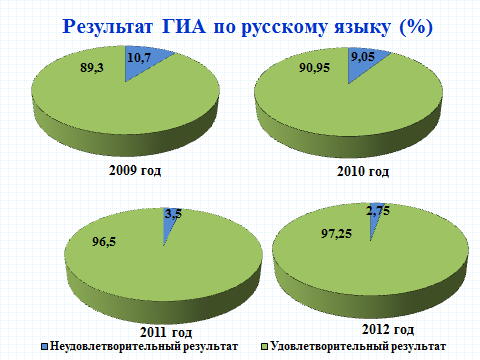 Результат ГИА по русскому языку (%)
10,7
89,3
2009 год
9,05
90,95
2010 год
3,5
96,5
2011 год
2,75
97,25
2012 год
Неудовлетворительный результат
Удовлетворительный результат